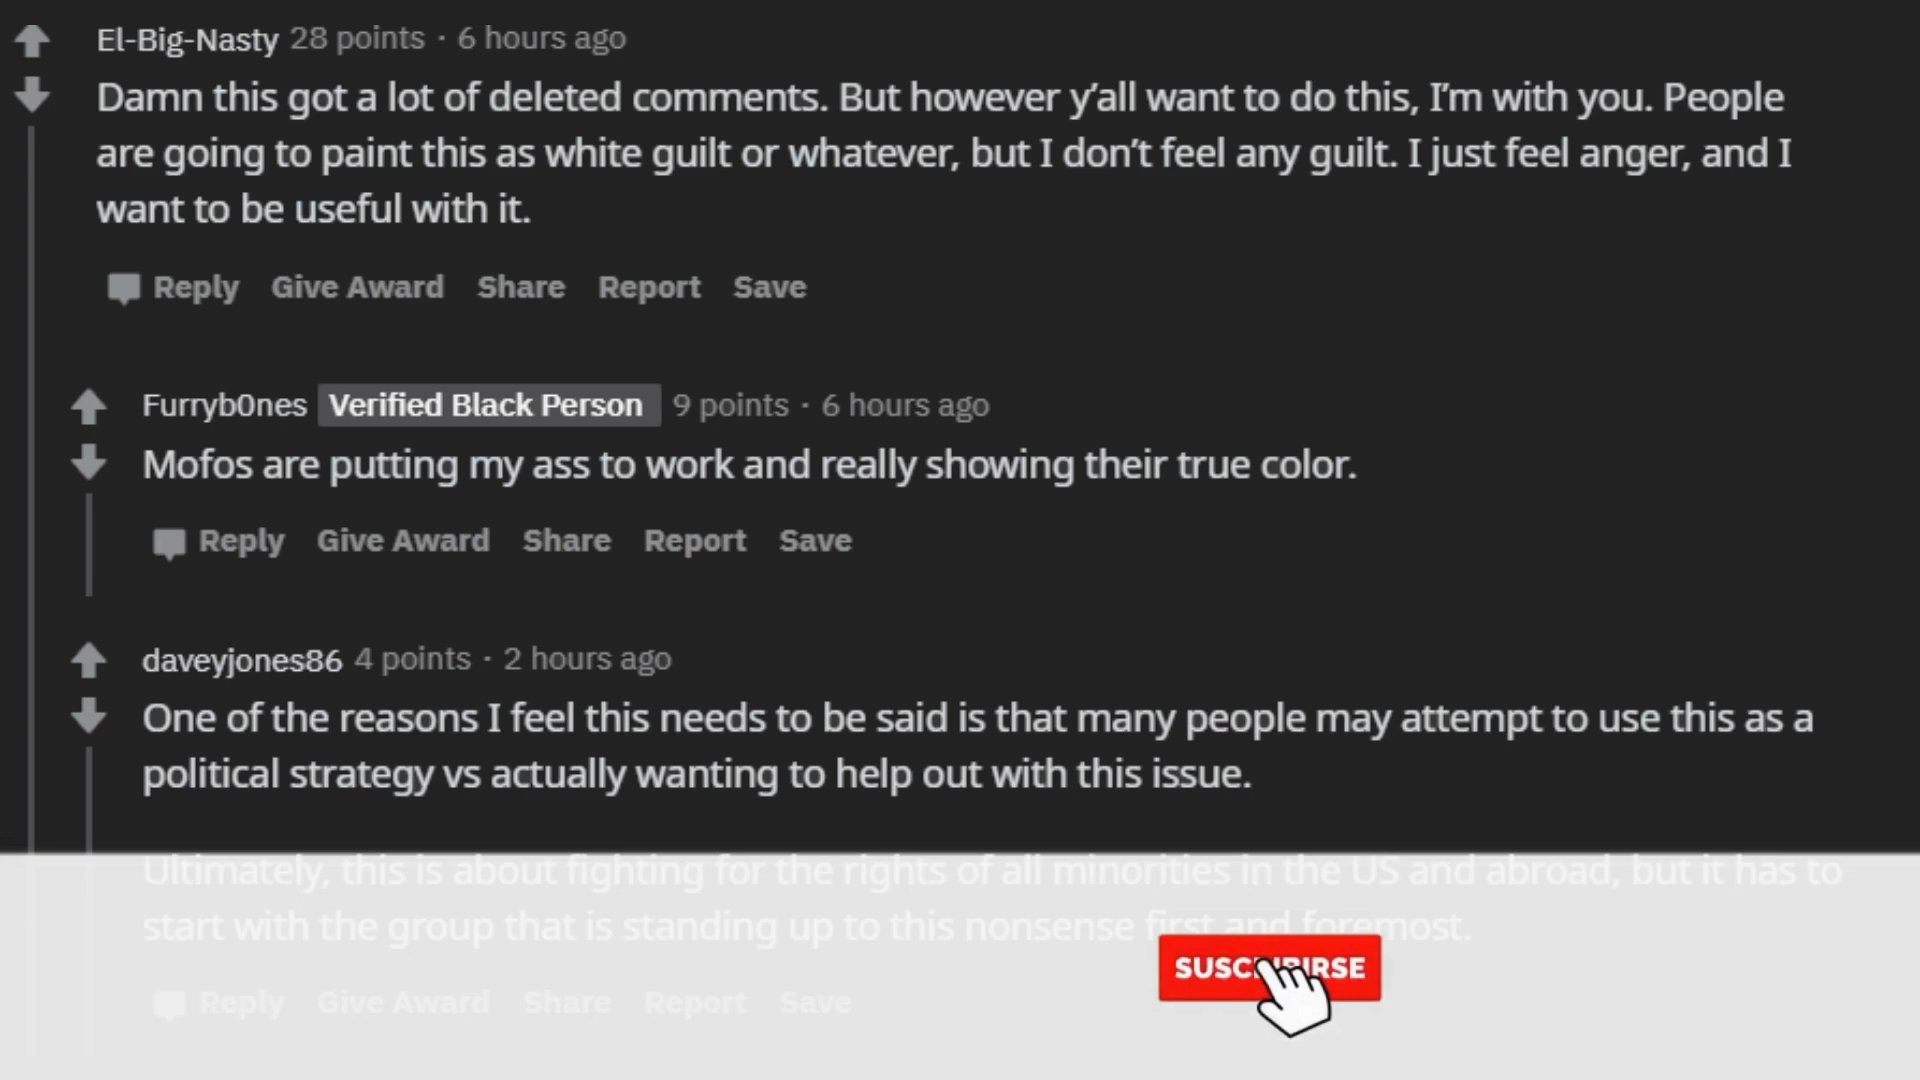 El-Big-Nasty 28 points · 6 hours ago
Damn this got a lot of deleted comments. But however y’all want to do this, I’m with you. People
are going to paint this as white guilt or whatever, but I don’t feel any guilt. I just feel anger, and I
want to be useful with it.
Reply Give Award Share Report Save
Furryb0nes Verified Black Person 9 points · 6 hours ago
Mofos are putting my ass to work and really showing their true color.
Reply Give Award Share Report Save
daveyjones86 4 points · 2 hours ago
One of the reasons I feel this needs to be said is that many people may attempt to use this as a
political strategy vs actually wanting to help out with this issue.
Ultimately, this is about fighting for the rights of all minorities in the US and abroad, but it has to
start with the group that is standing up to this nonsense first and foremost.
SUSCRIBIRSE
Reply Give Award Share Report Save